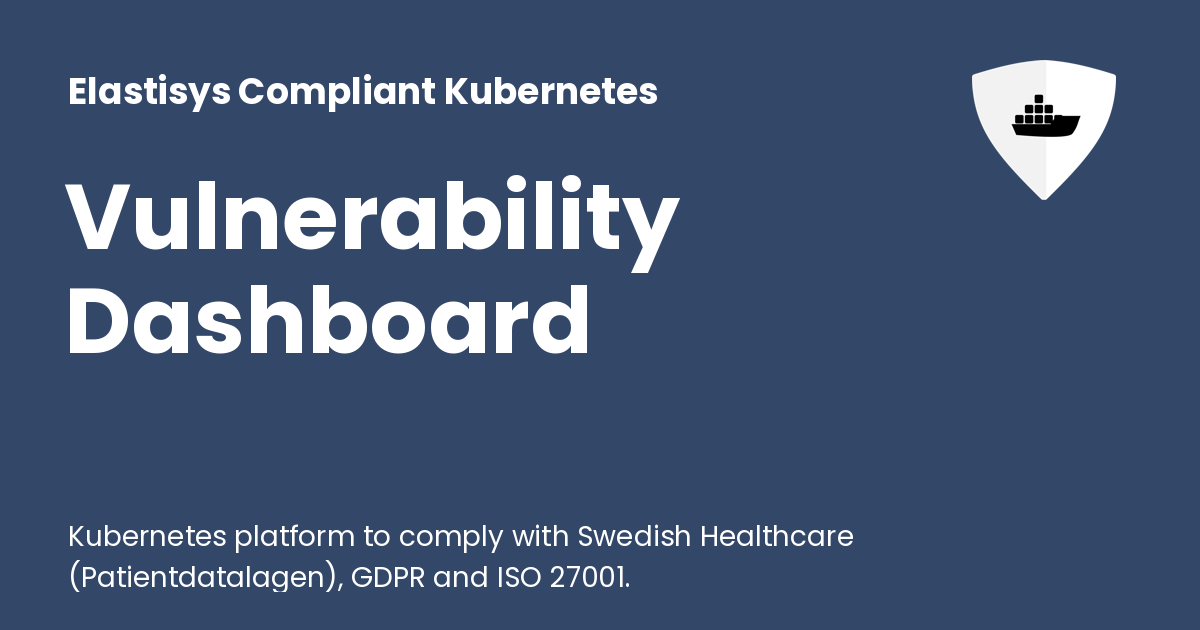 Elastisys Compliant Kubernetes
Vulnerability
Dashboard
Kubernetes platform to comply with Swedish Healthcare
(Patientdatalagen), GDPR and ISO 27001.